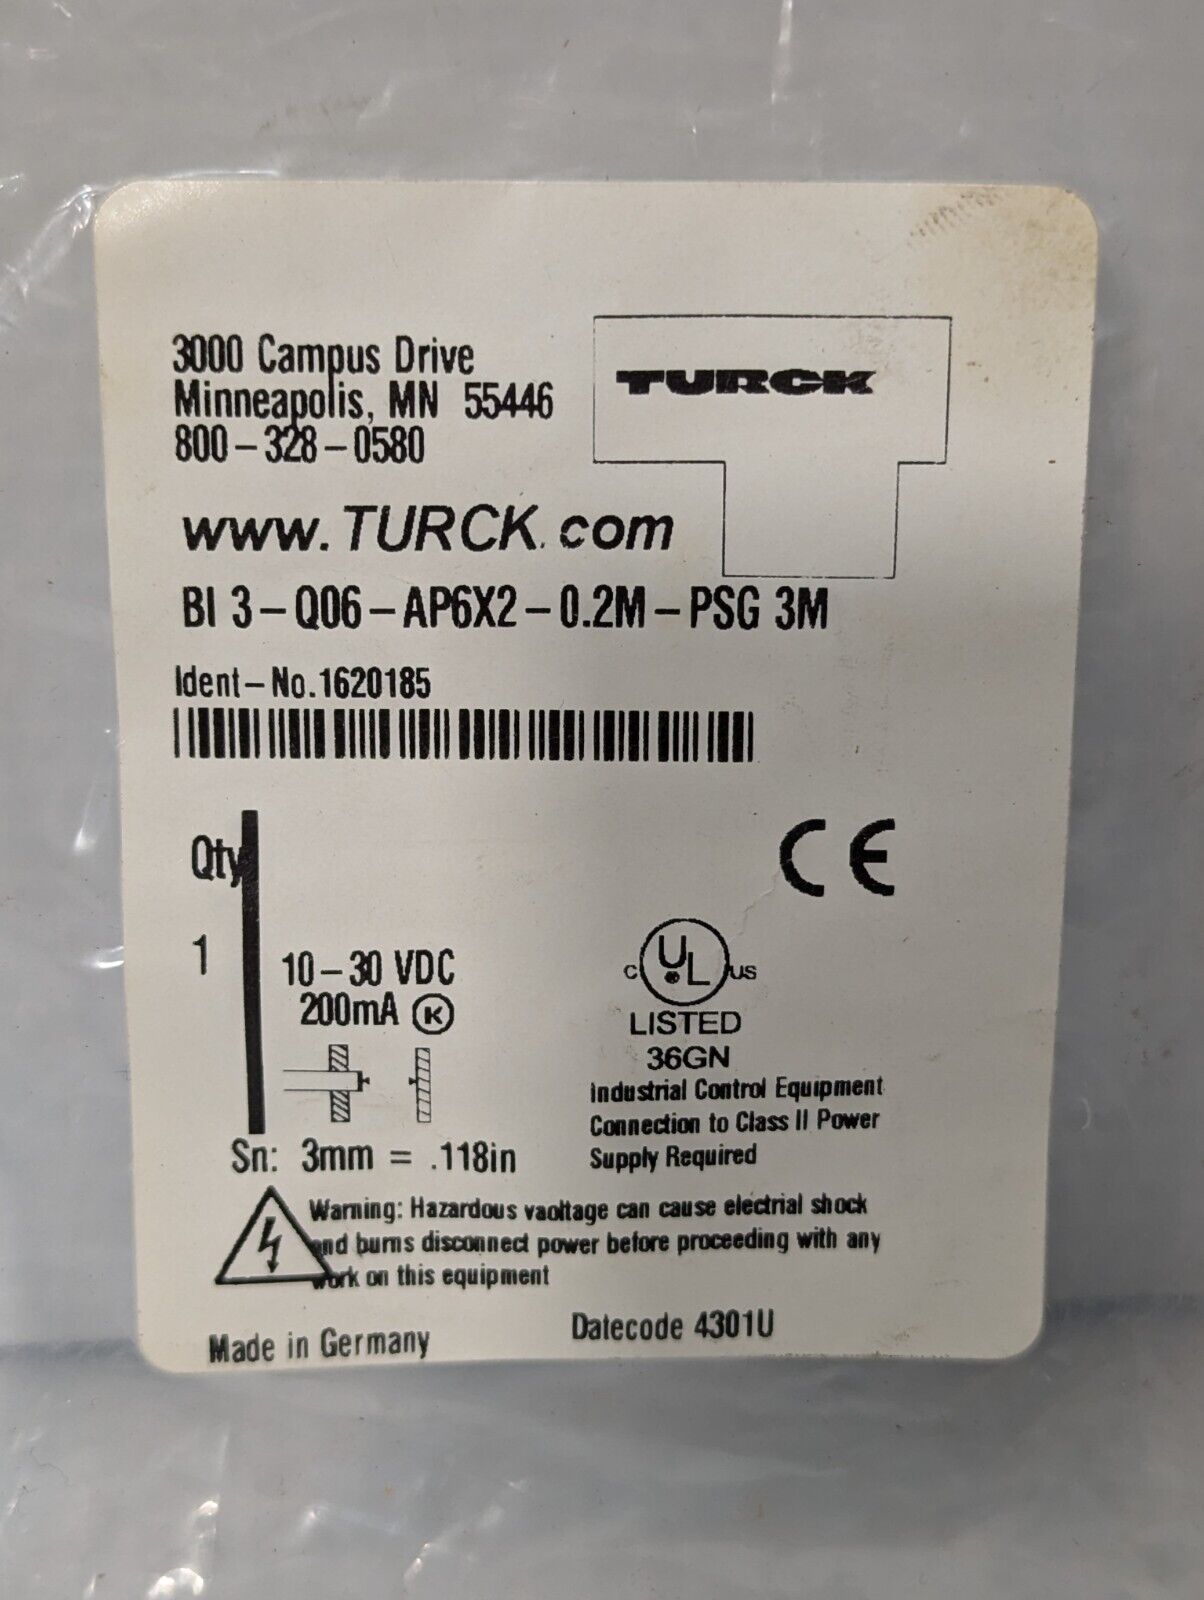 3000 Campus Drive
Minneapolis, MN 55446
800-328-0580
TURCK
www.TURCK.com
BI 3-Q06-AP6X2-0.2M-PSG 3M
Ident-No.1620185
Qty
1
10-30 VDC
200mA K
CE
C UL US
LISTED
36GN
Industrial Control Equipment
Connection to Class II Power
Supply Required
Sn: 3mm = .118in
Warning: Hazardous vaoltage can cause electrial shock
and burns disconnect power before proceeding with any
work on this equipment
Made in Germany
Datecode 4301U